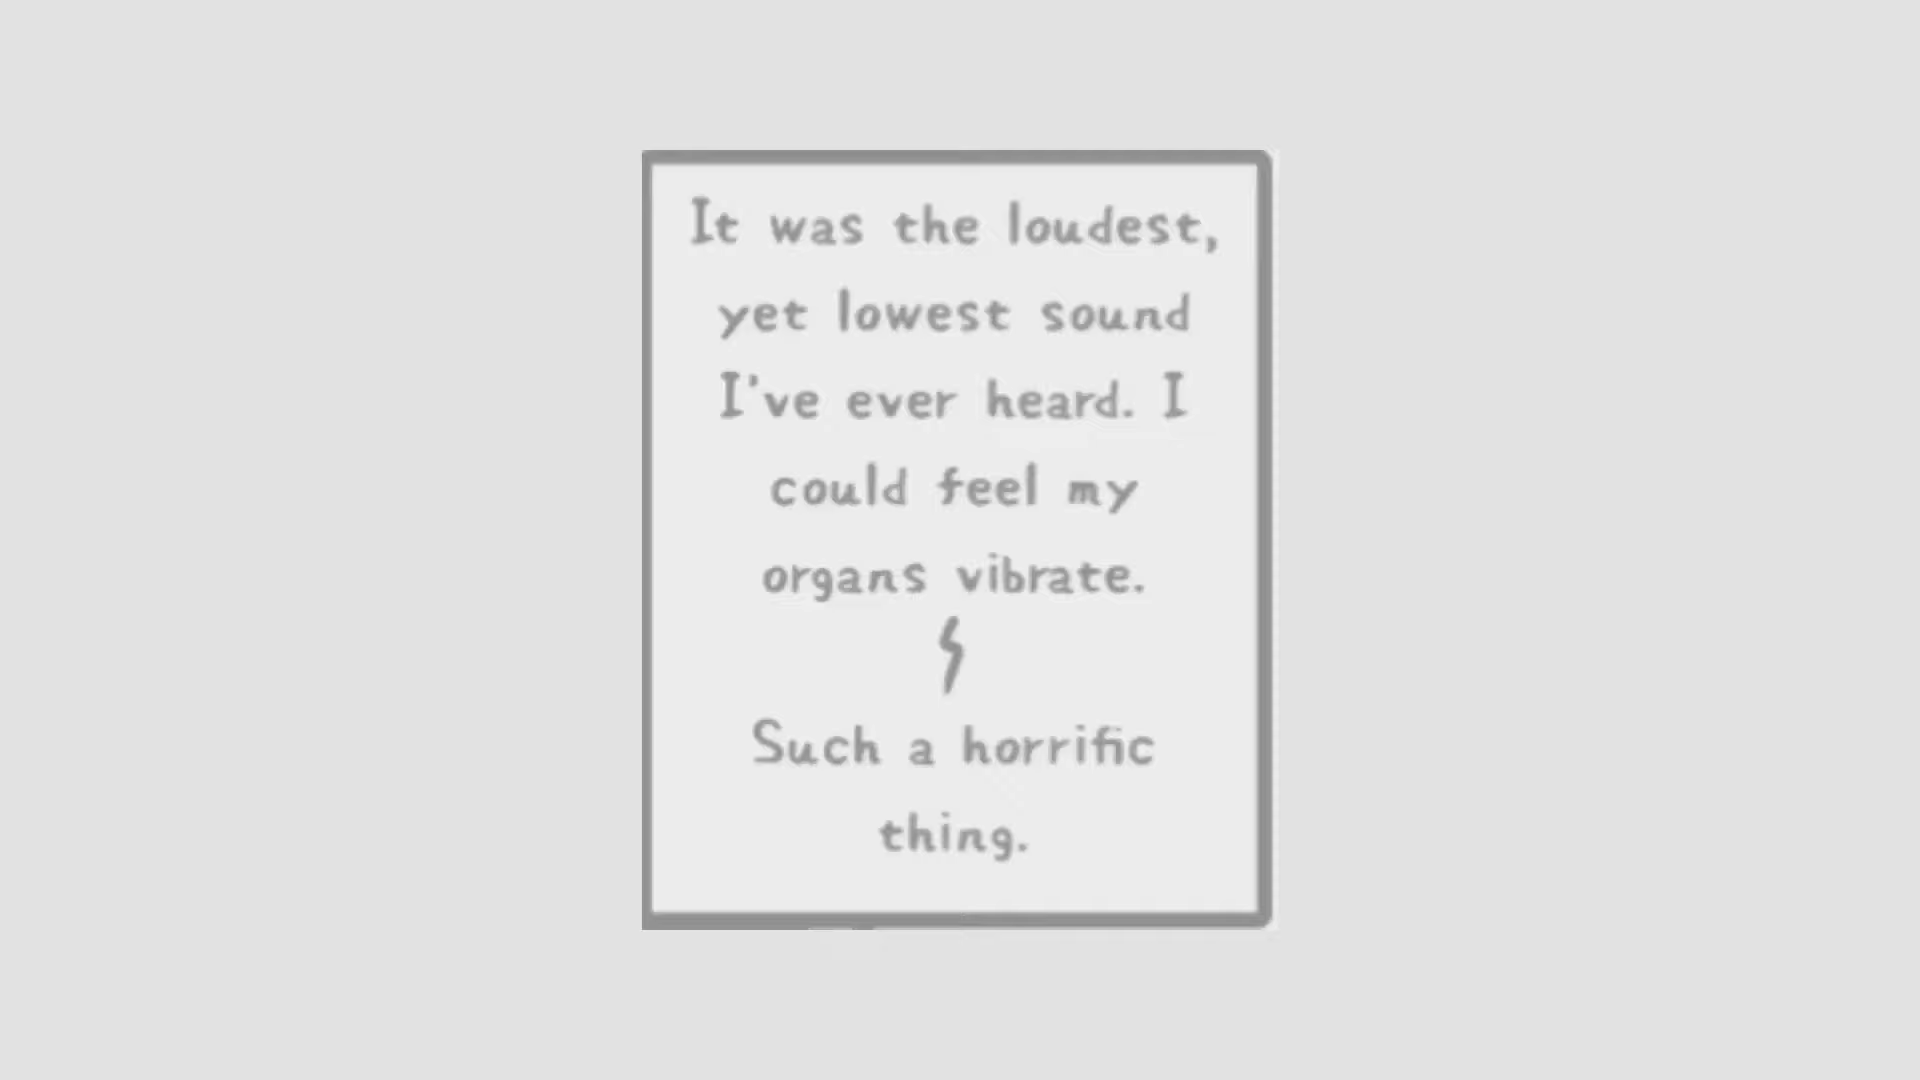 It was the loudest,
yet lowest sound
I've ever heard. I
could feel my
organs vibrate.
Such a horrific
thing.